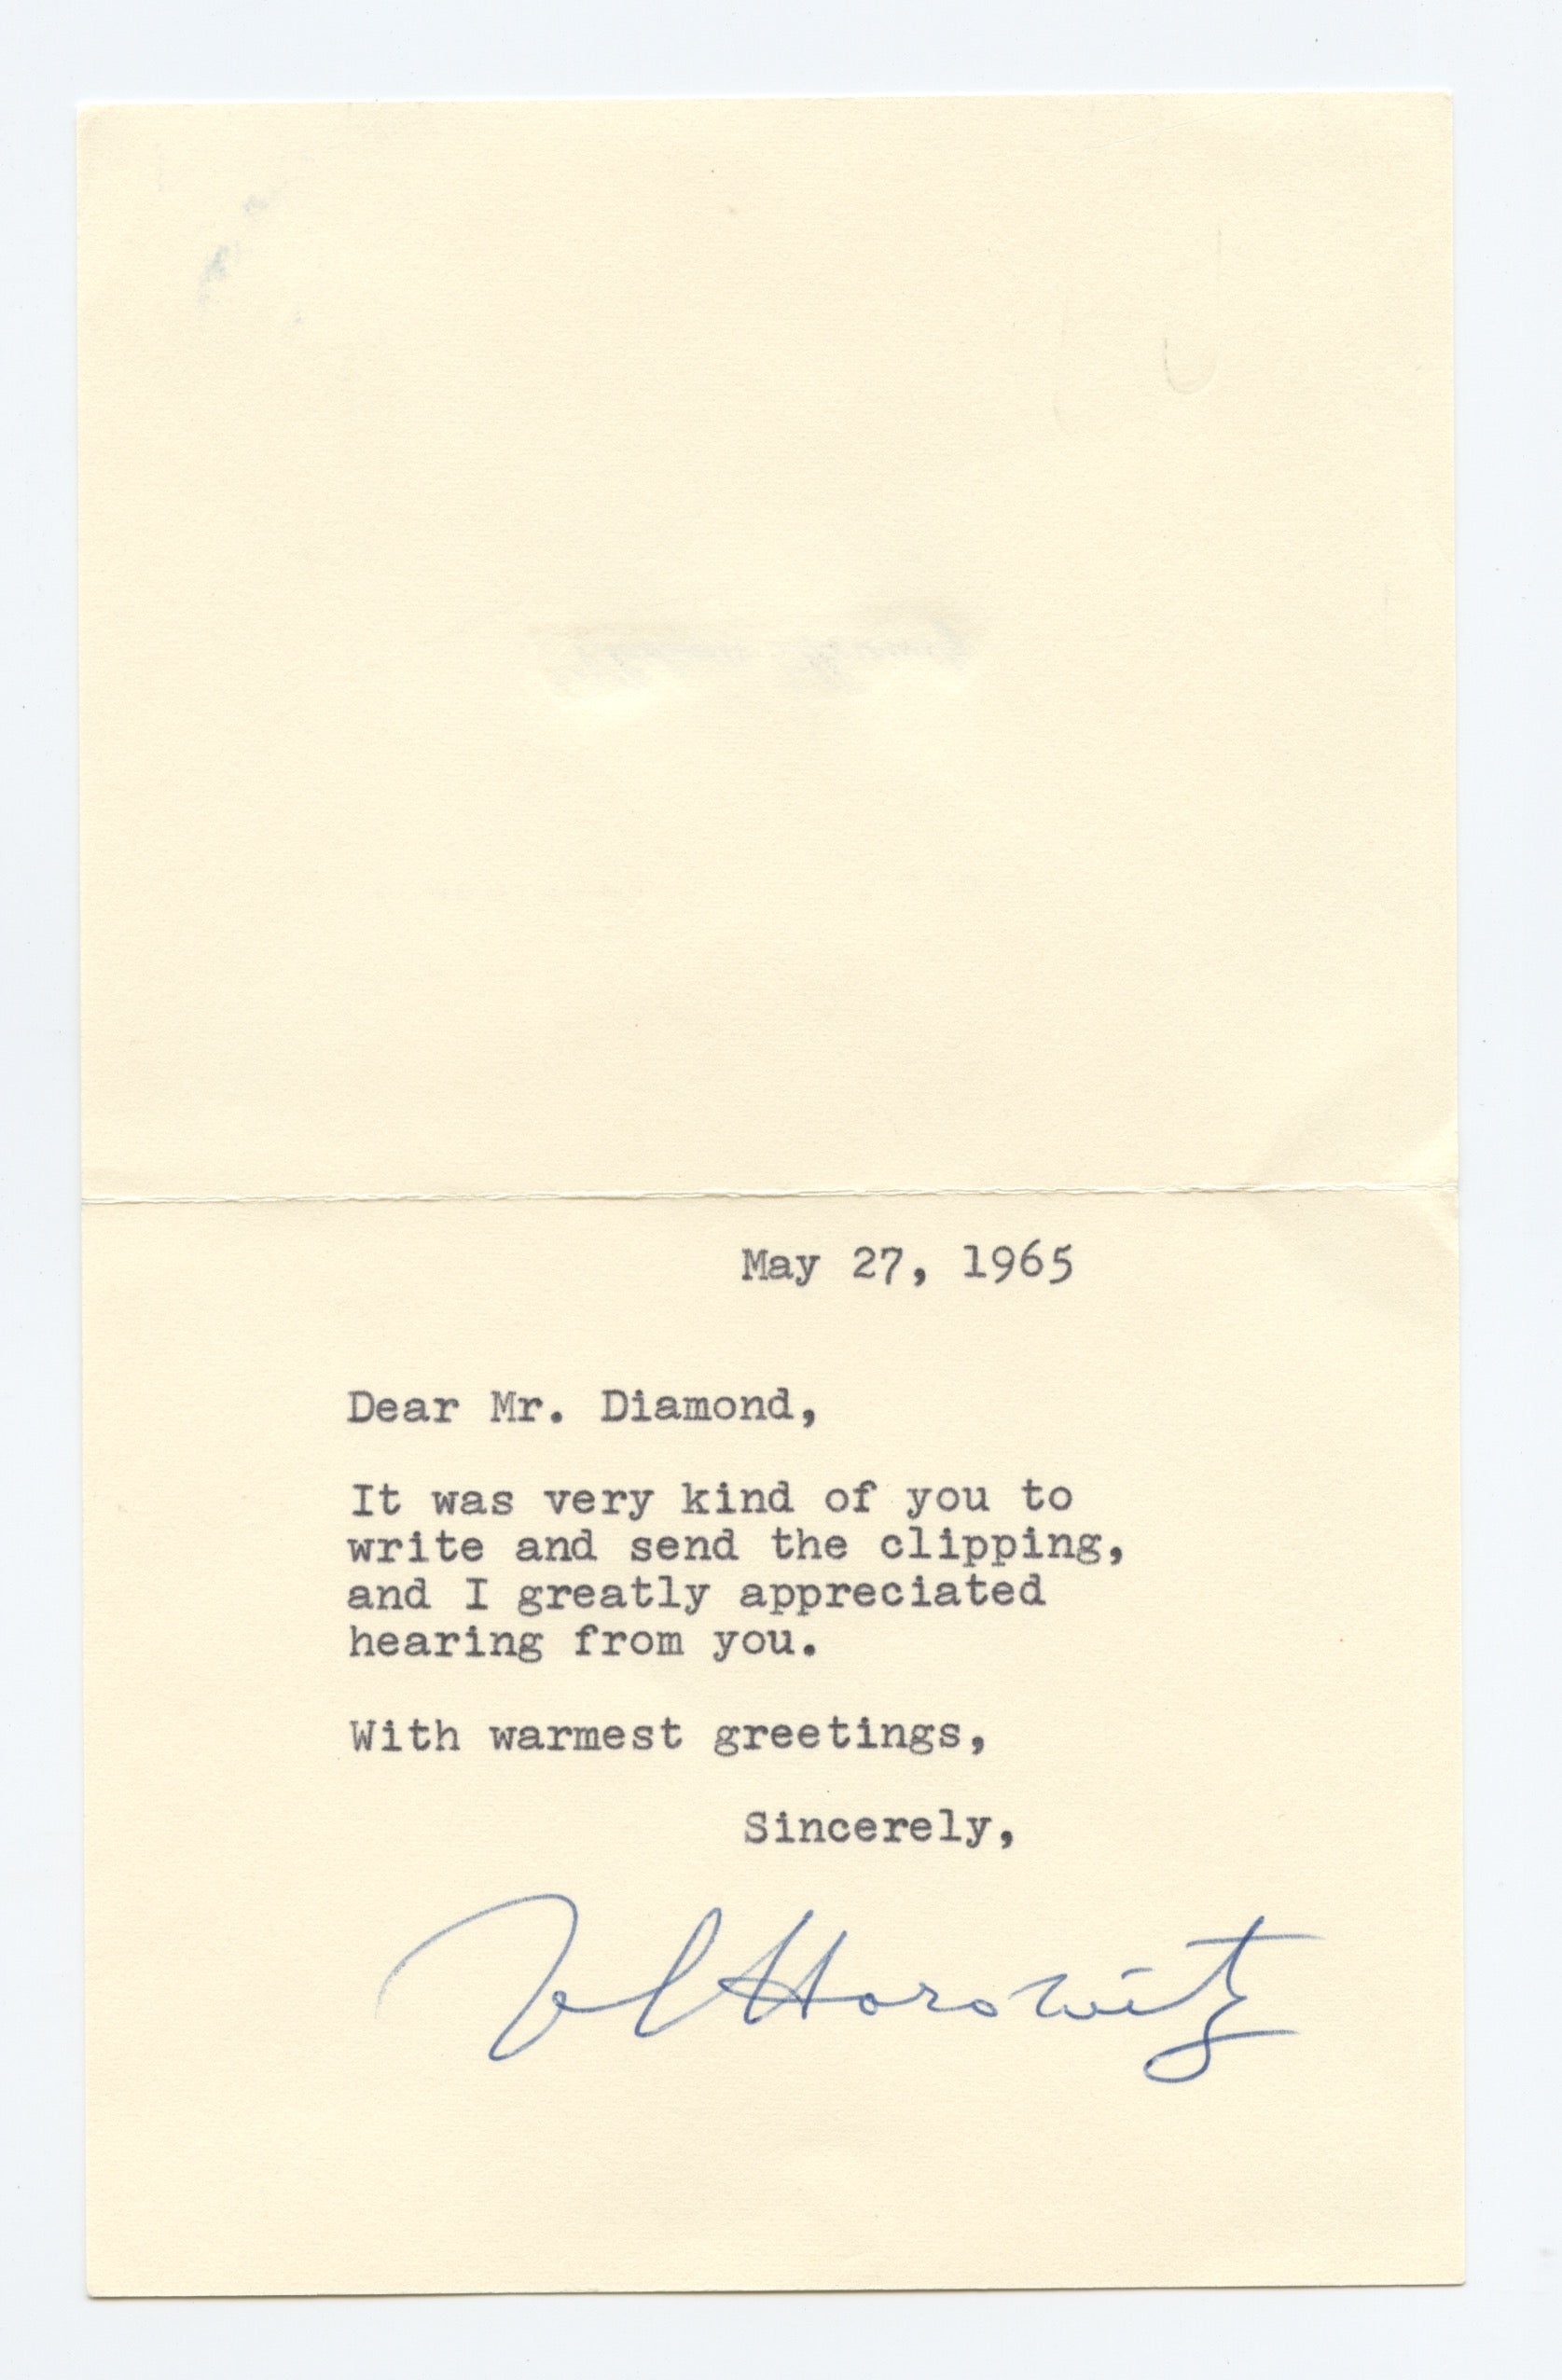 May 27, 1965
Dear Mr. Diamond,
It was very kind of you to
write and send the clipping,
and I greatly appreciated
hearing from you.
With warmest greetings,
Sincerely,
Horowitz